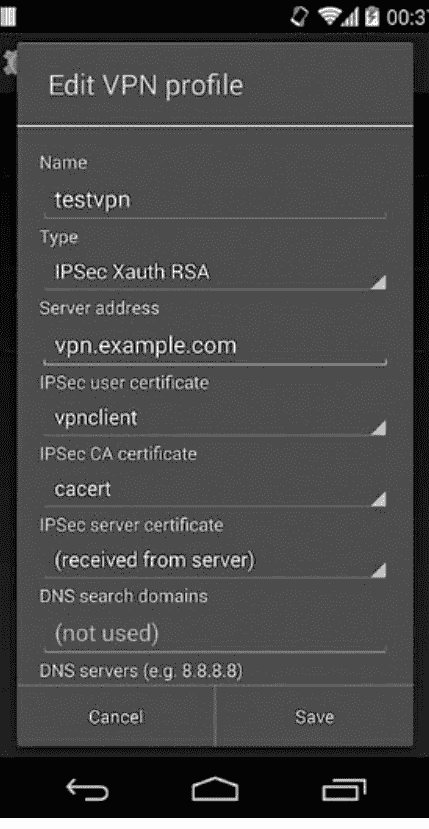 00:37
Edit VPN profile
Name
testvpn
Type
IPSec Xauth RSA
Server address
vpn.example.com
IPSec user certificate
vpnclient
IPSec CA certificate
cacert
IPSec server certificate
(received from server)
DNS search domains
(not used)
DNS servers (e.g. 8.8.8.8)
Cancel
Save